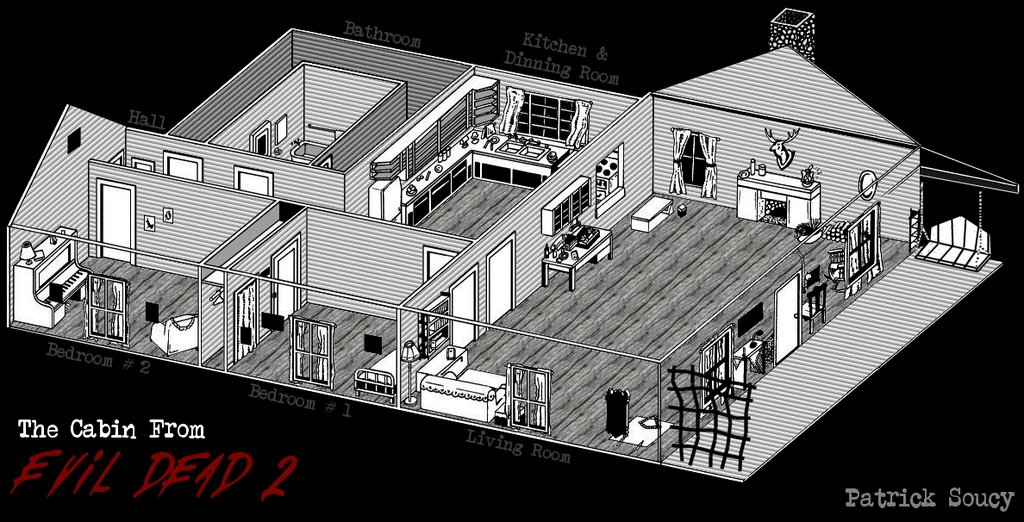 Bathroom
Kitchen &
Dinning Room
Hall
Bedroom # 2
Bedroom # 1
Living Room
The Cabin From
EViL DEAD 2
Patrick Soucy